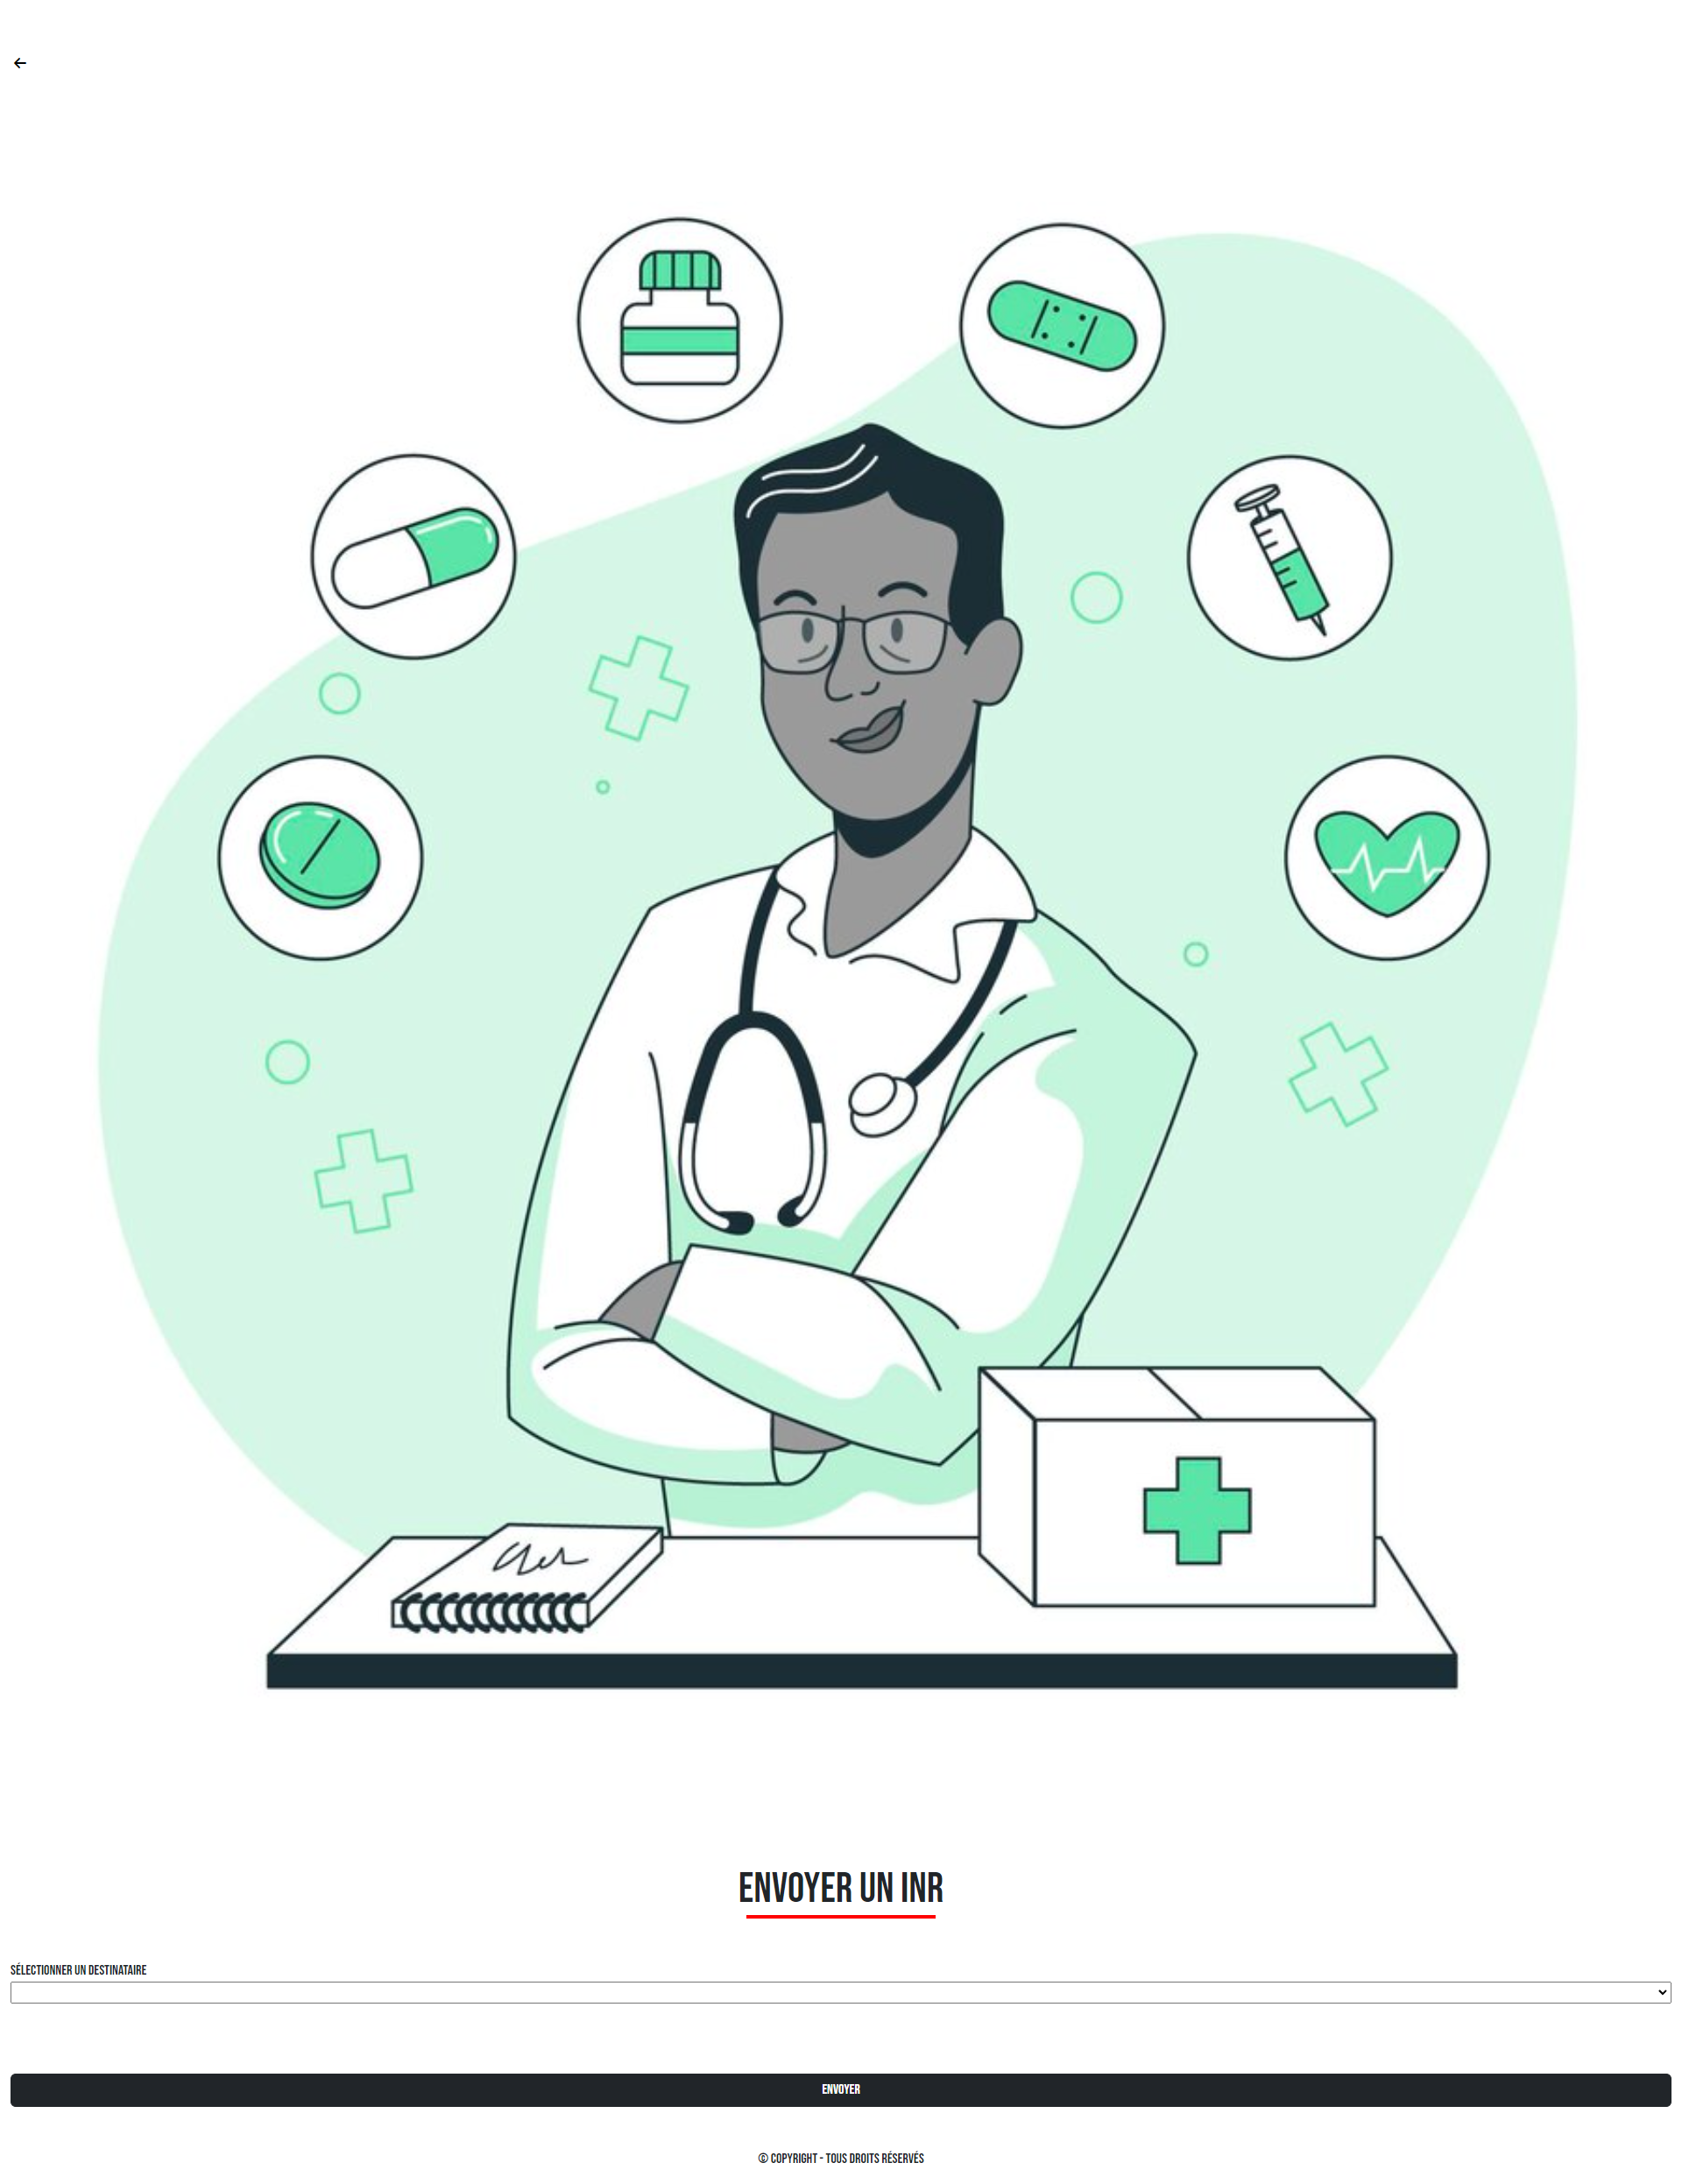 ENVOYER UN INR
SÉLECTIONNER UN DESTINATAIRE
ENVOYER
© COPYRIGHT - TOUS DROITS RÉSERVÉS